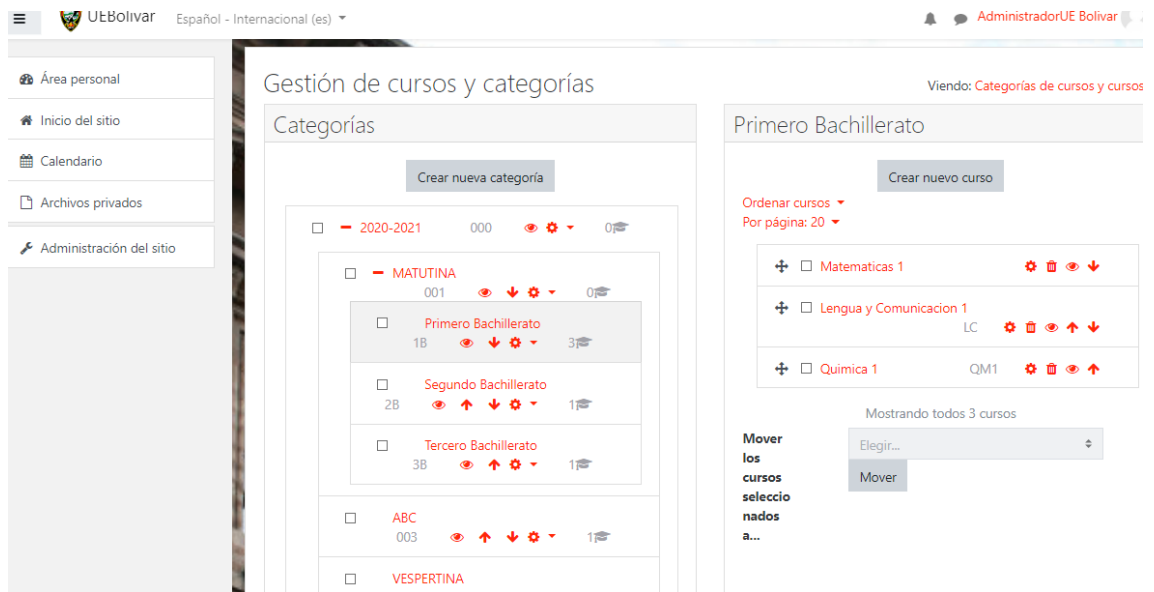 UEBolivar
Español - Internacional (es)
AdministradorUE Bolivar
Área personal
Inicio del sitio
Calendario
Archivos privados
Administración del sitio
Gestión de cursos y categorías
Viendo: Categorías de cursos y cursos
Categorías
Crear nueva categoría
2020-2021 000 0
MATUTINA
001 0
Primero Bachillerato
1B 3
Segundo Bachillerato
2B 1
Tercero Bachillerato
3B 1
ABC
003 1
VESPERTINA
Primero Bachillerato
Crear nuevo curso
Ordenar cursos
Por página: 20
Matematicas 1
Lengua y Comunicacion 1
LC
Quimica 1 QM1
Mostrando todos 3 cursos
Mover
los
cursos
seleccio
nados
a...
Elegir...
Mover